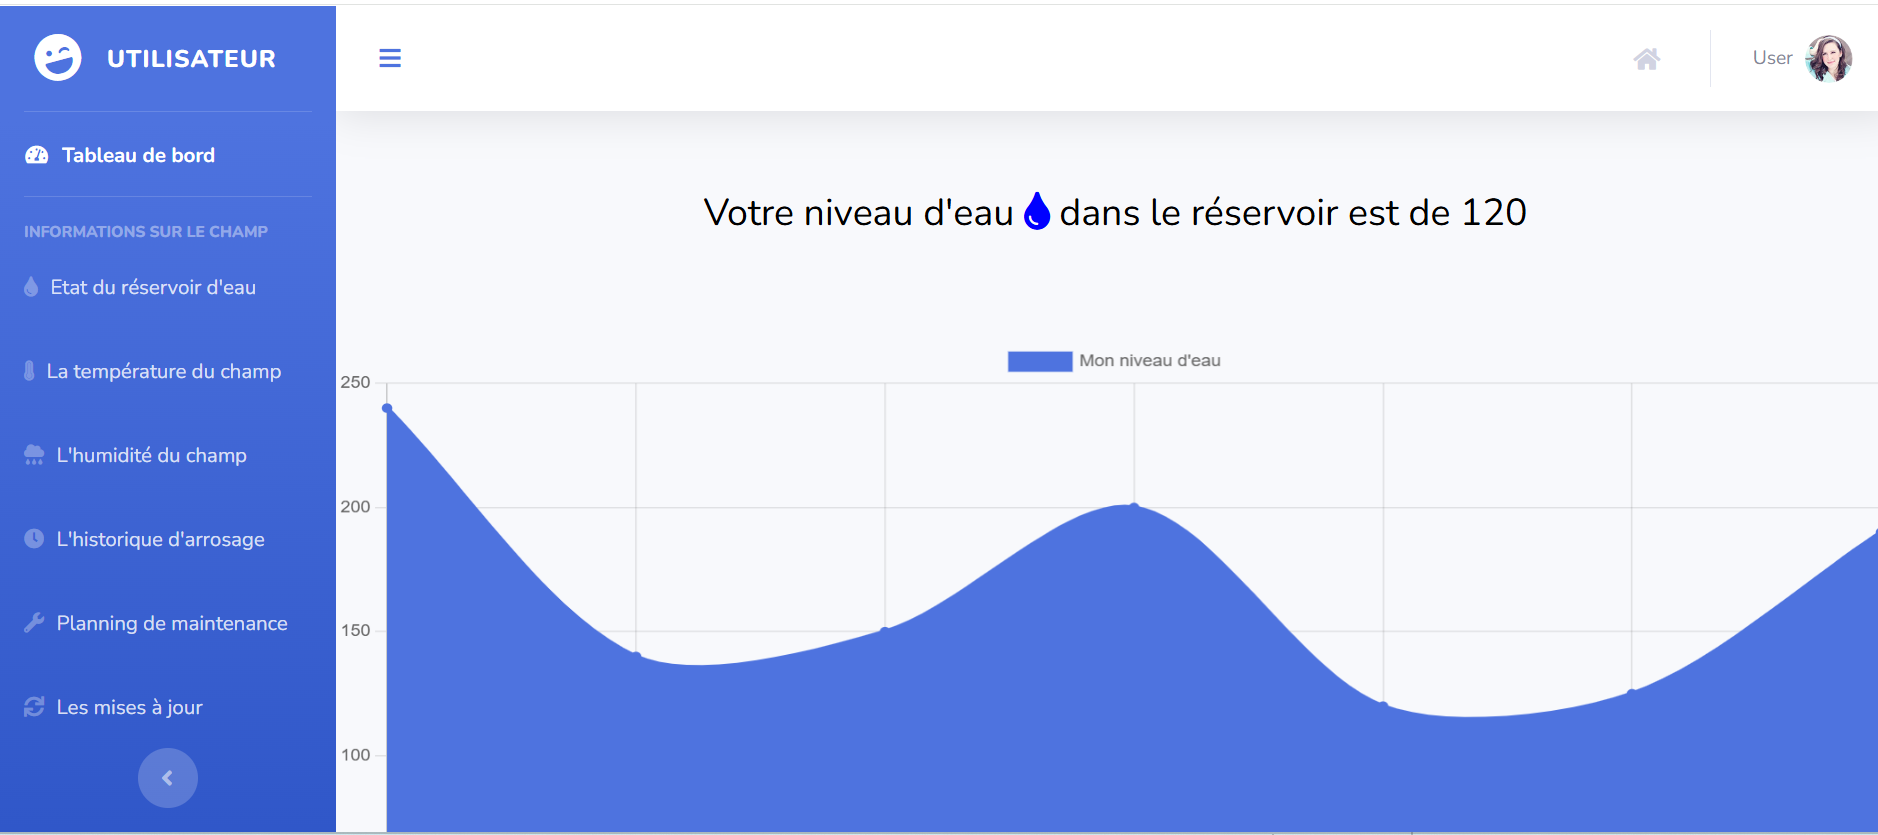 UTILISATEUR
User
Tableau de bord
INFORMATIONS SUR LE CHAMP
Etat du réservoir d'eau
La température du champ
L'humidité du champ
L'historique d'arrosage
Planning de maintenance
Les mises à jour
Votre niveau d'eau dans le réservoir est de 120
Mon niveau d'eau
250
200
150
100